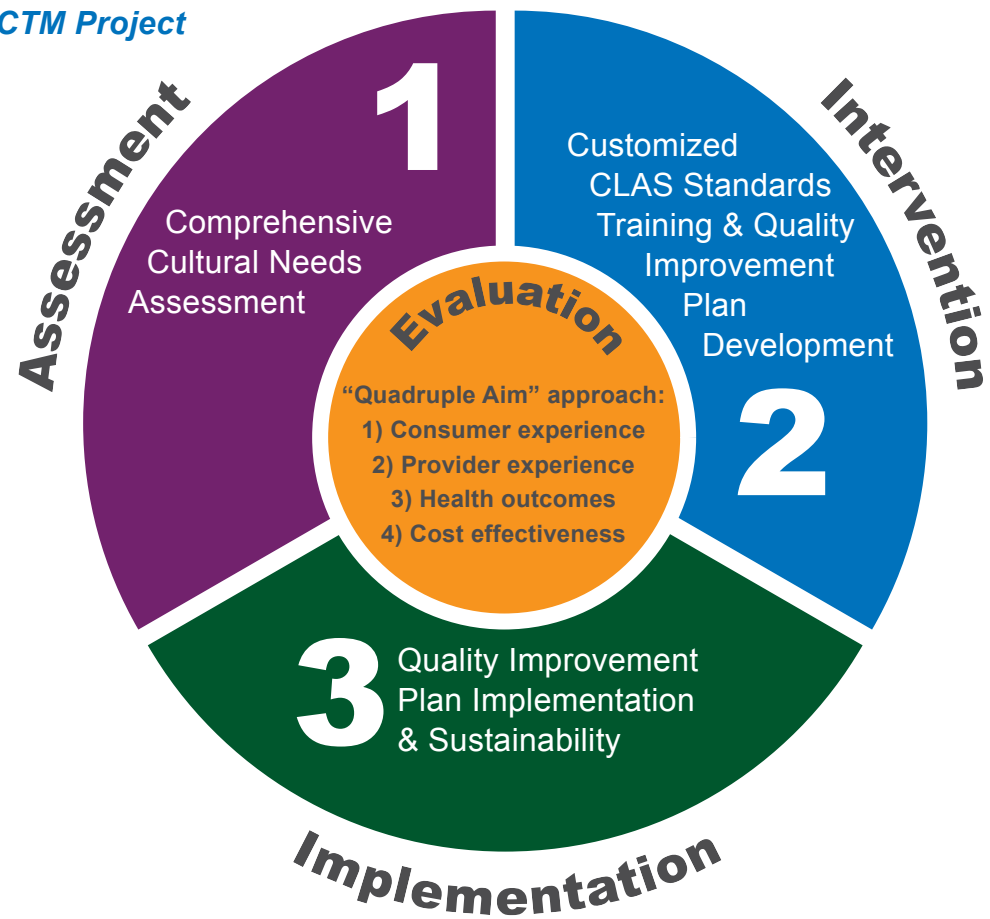 CTM Project
Assessment
1
Comprehensive
Cultural Needs
Assessment
Intervention
Customized
CLAS Standards
Training & Quality
Improvement
Plan
Development
2
Evaluation
“Quadruple Aim” approach:
1) Consumer experience
2) Provider experience
3) Health outcomes
4) Cost effectiveness
3
Quality Improvement
Plan Implementation
& Sustainability
Implementation